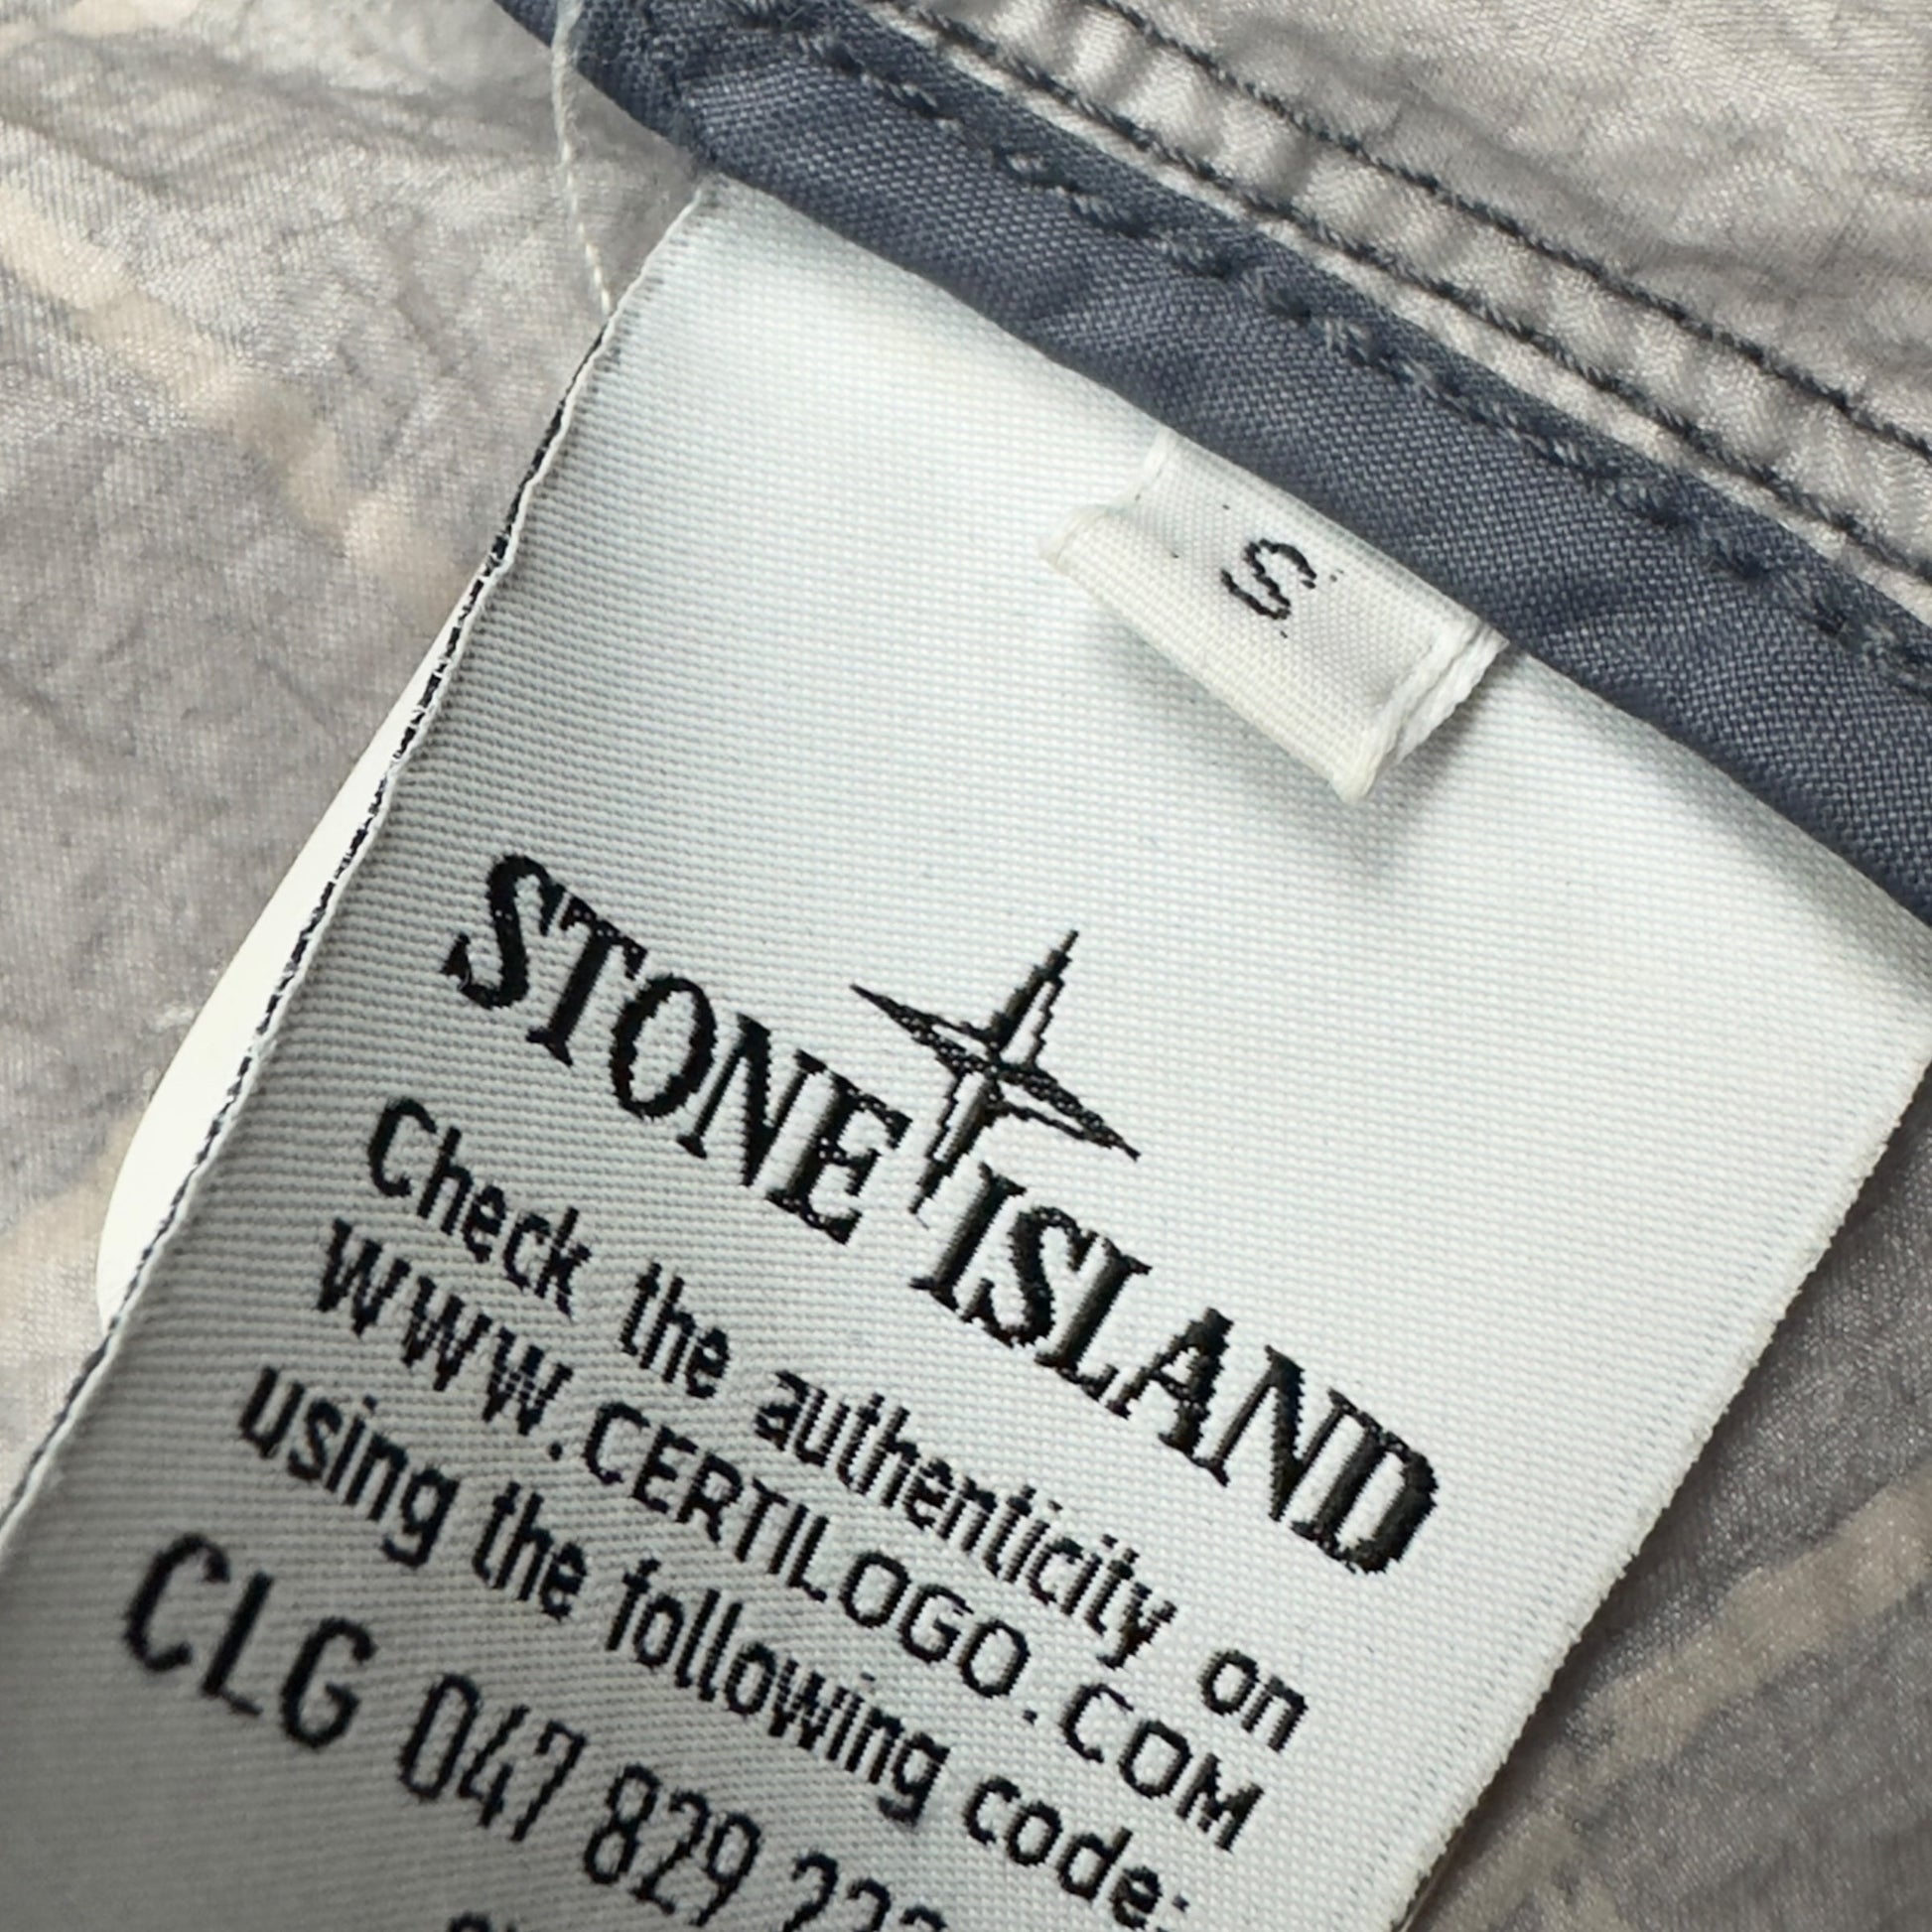 S
STONE ISLAND
Check the authenticity on
WWW.CERTILOGO.COM
using the following code:
CLG 047 829